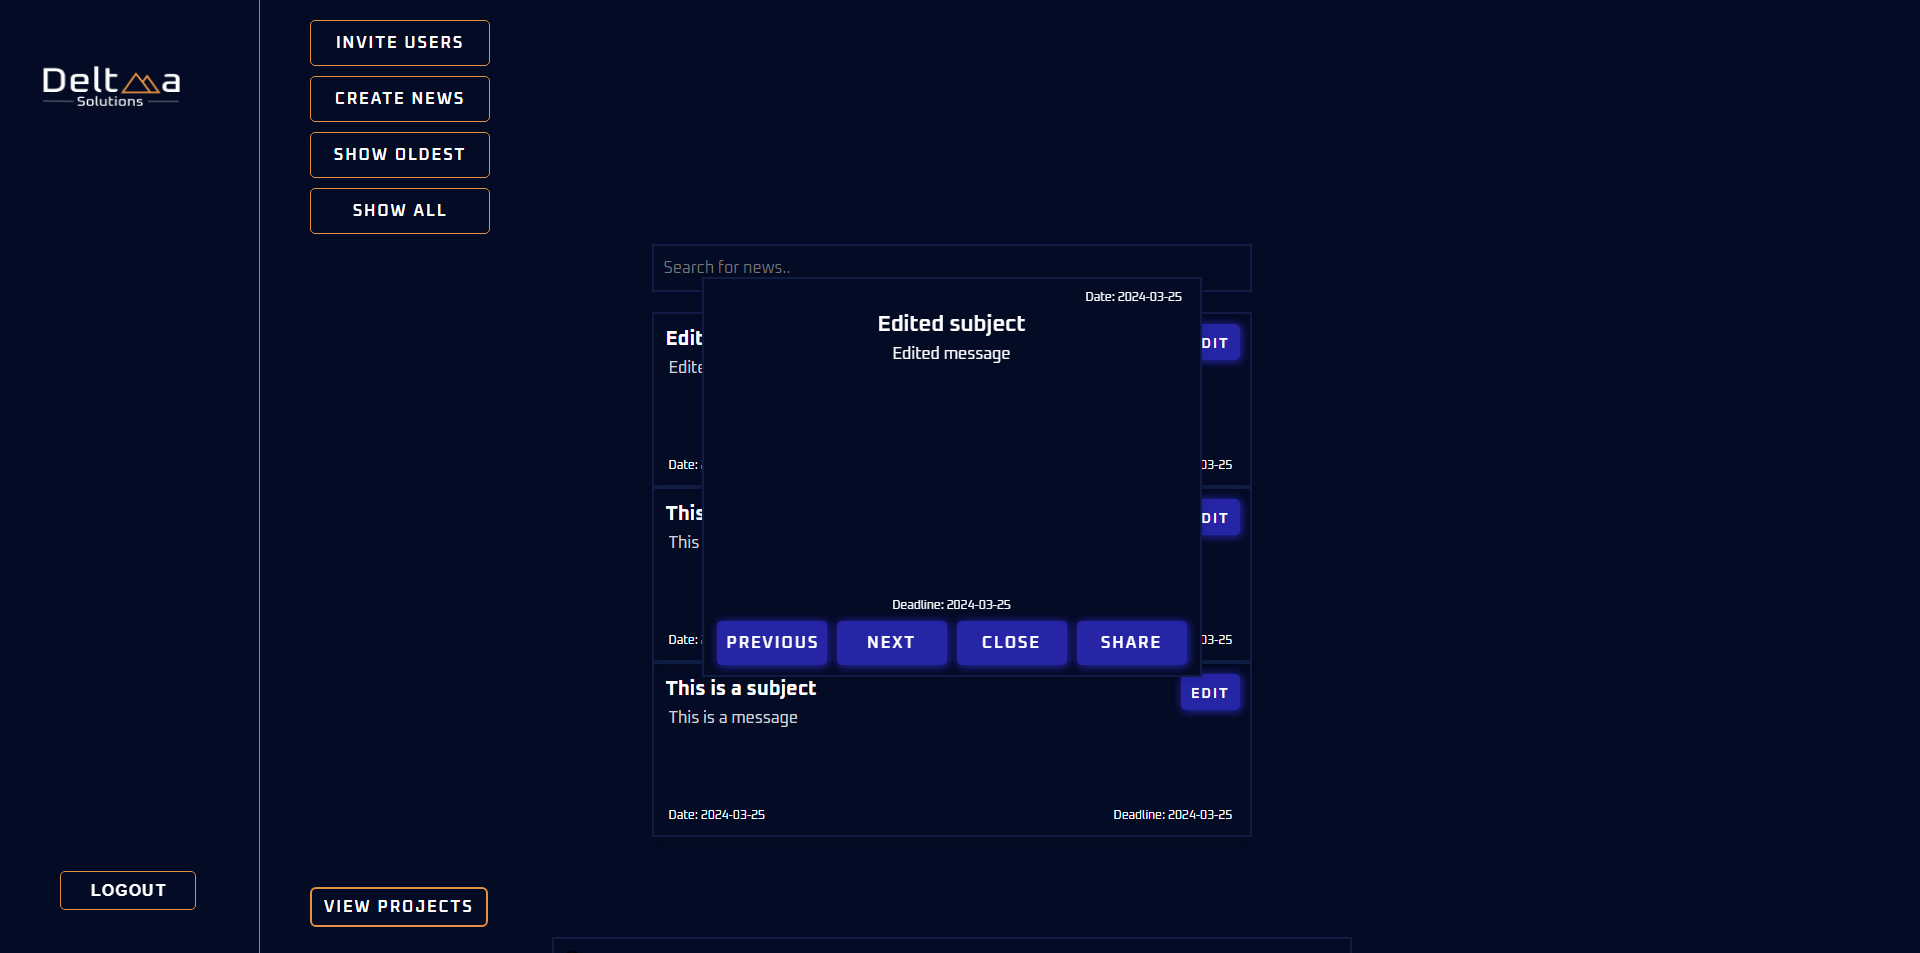 Delt a
Solutions
INVITE USERS
CREATE NEWS
SHOW OLDEST
SHOW ALL
Search for news..
Date: 2024-03-25
Edited subject
Edited message
Edit
DIT
Edite
Date:
03-25
This
DIT
This
Date:
03-25
Deadline: 2024-03-25
PREVIOUS NEXT CLOSE SHARE
This is a subject
EDIT
This is a message
Date: 2024-03-25
Deadline: 2024-03-25
LOGOUT
VIEW PROJECTS